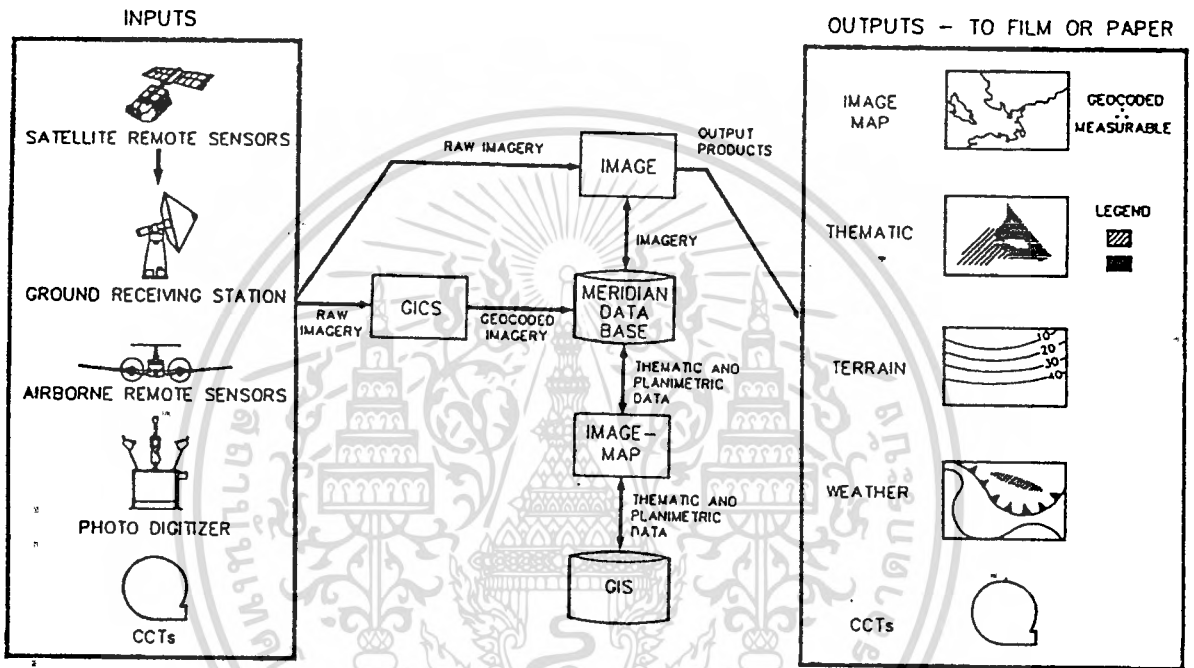 INPUTS
SATELLITE REMOTE SENSORS
GROUND RECEIVING STATION
AIRBORNE REMOTE SENSORS
PHOTO DIGITIZER
CCTs
RAW IMAGERY
IMAGE
OUTPUT
PRODUCTS
IMAGERY
RAW
IMAGERY
GICS
GEOCODED
IMAGERY
MERIDIAN
DATA
BASE
THEMATIC AND
PLANIMETRIC
DATA
IMAGE-
MAP
THEMATIC AND
PLANIMETRIC
DATA
GIS
OUTPUTS - TO FILM OR PAPER
IMAGE
MAP
GEOCODED
∴
MEASURABLE
THEMATIC
LEGEND
TERRAIN
10
20
30
40
WEATHER
CCTs